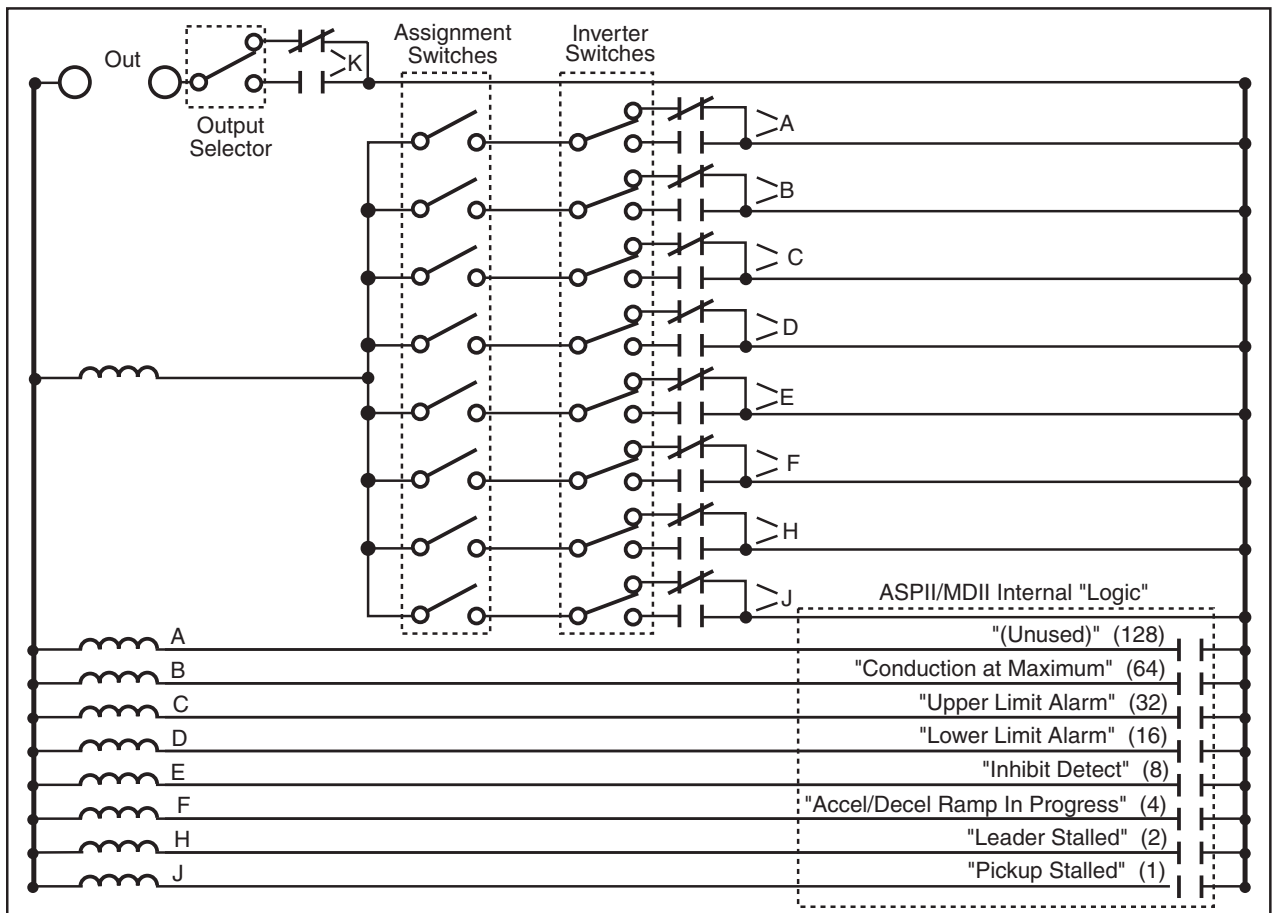 Out
K
Output
Selector
Assignment
Switches
Inverter
Switches
A
B
C
D
E
F
H
J
ASPII/MDII Internal "Logic"
A
"(Unused)" (128)
B
"Conduction at Maximum" (64)
C
"Upper Limit Alarm" (32)
D
"Lower Limit Alarm" (16)
E
"Inhibit Detect" (8)
F
"Accel/Decel Ramp In Progress" (4)
H
"Leader Stalled" (2)
J
"Pickup Stalled" (1)